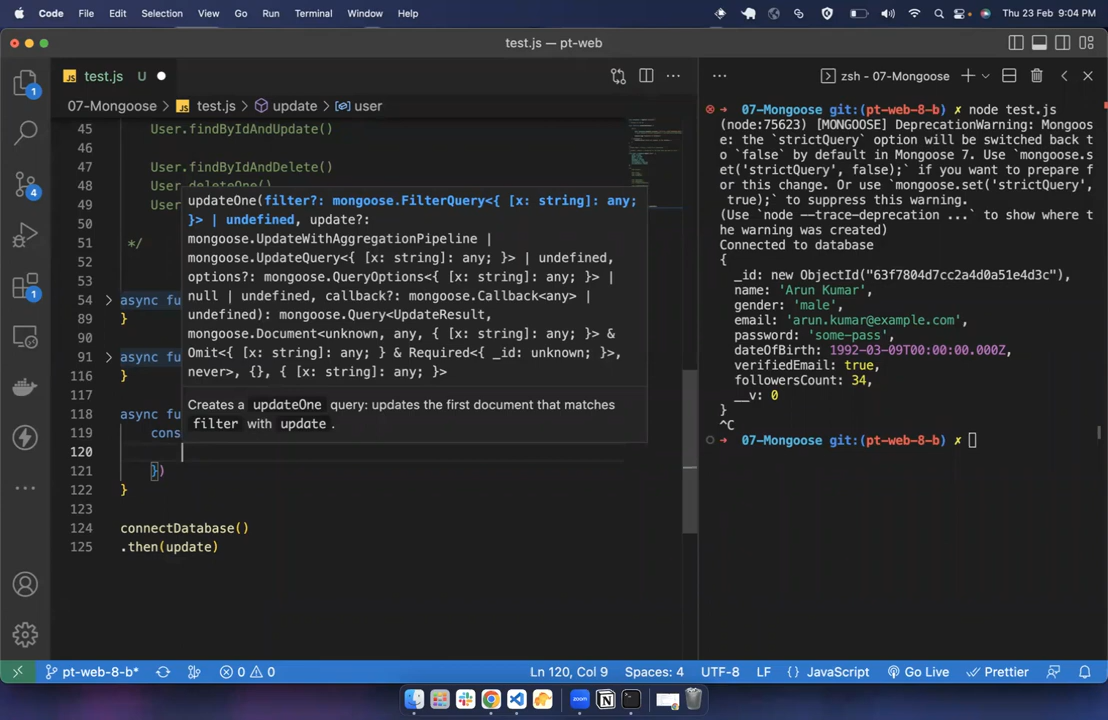 Code File Edit Selection View Go Run Terminal Window Help Thu 23 Feb 9:04 PM
test.js — pt-web
JS test.js U
07-Mongoose > JS test.js > update > user
45 User.findByIdAndUpdate()
46
47 User.findByIdAndDelete()
48 User.deleteOne()
49 User
50
51 */
52
53
54 async fu
89 }
90
91 async fu
116 }
117
118 async fu
119 cons
120
121 })
122 }
123
124 connectDatabase()
125 .then(update)
updateOne(filter?: mongoose.FilterQuery<{ [x: string]: any;
}> | undefined, update?:
mongoose.UpdateWithAggregationPipeline |
mongoose.UpdateQuery<{ [x: string]: any; }> | undefined,
options?: mongoose.QueryOptions<{ [x: string]: any; }> |
null | undefined, callback?: mongoose.Callback<any> |
undefined): mongoose.Query<UpdateResult,
mongoose.Document<unknown, any, { [x: string]: any; }> &
Omit<{ [x: string]: any; } & Required<{ _id: unknown; }>,
never>, {}, { [x: string]: any; }>
Creates a updateOne query: updates the first document that matches
filter with update .
zsh - 07-Mongoose
→ 07-Mongoose git:(pt-web-8-b) ✗ node test.js
(node:75623) [MONGOOSE] DeprecationWarning: Mongoos
e: the `strictQuery` option will be switched back t
o `false` by default in Mongoose 7. Use `mongoose.s
et('strictQuery', false);` if you want to prepare f
or this change. Or use `mongoose.set('strictQuery',
true);` to suppress this warning.
(Use `node --trace-deprecation ...` to show where t
he warning was created)
Connected to database
{
_id: new ObjectId("63f7804d7cc2a4d0a51e4d3c"),
name: 'Arun Kumar',
gender: 'male',
email: 'arun.kumar@example.com',
password: 'some-pass',
dateOfBirth: 1992-03-09T00:00:00.000Z,
verifiedEmail: true,
followersCount: 34,
__v: 0
}
^C
→ 07-Mongoose git:(pt-web-8-b) ✗
1
4
1
pt-web-8-b* 0 0 Ln 120, Col 9 Spaces: 4 UTF-8 LF {} JavaScript Go Live Prettier
zoom